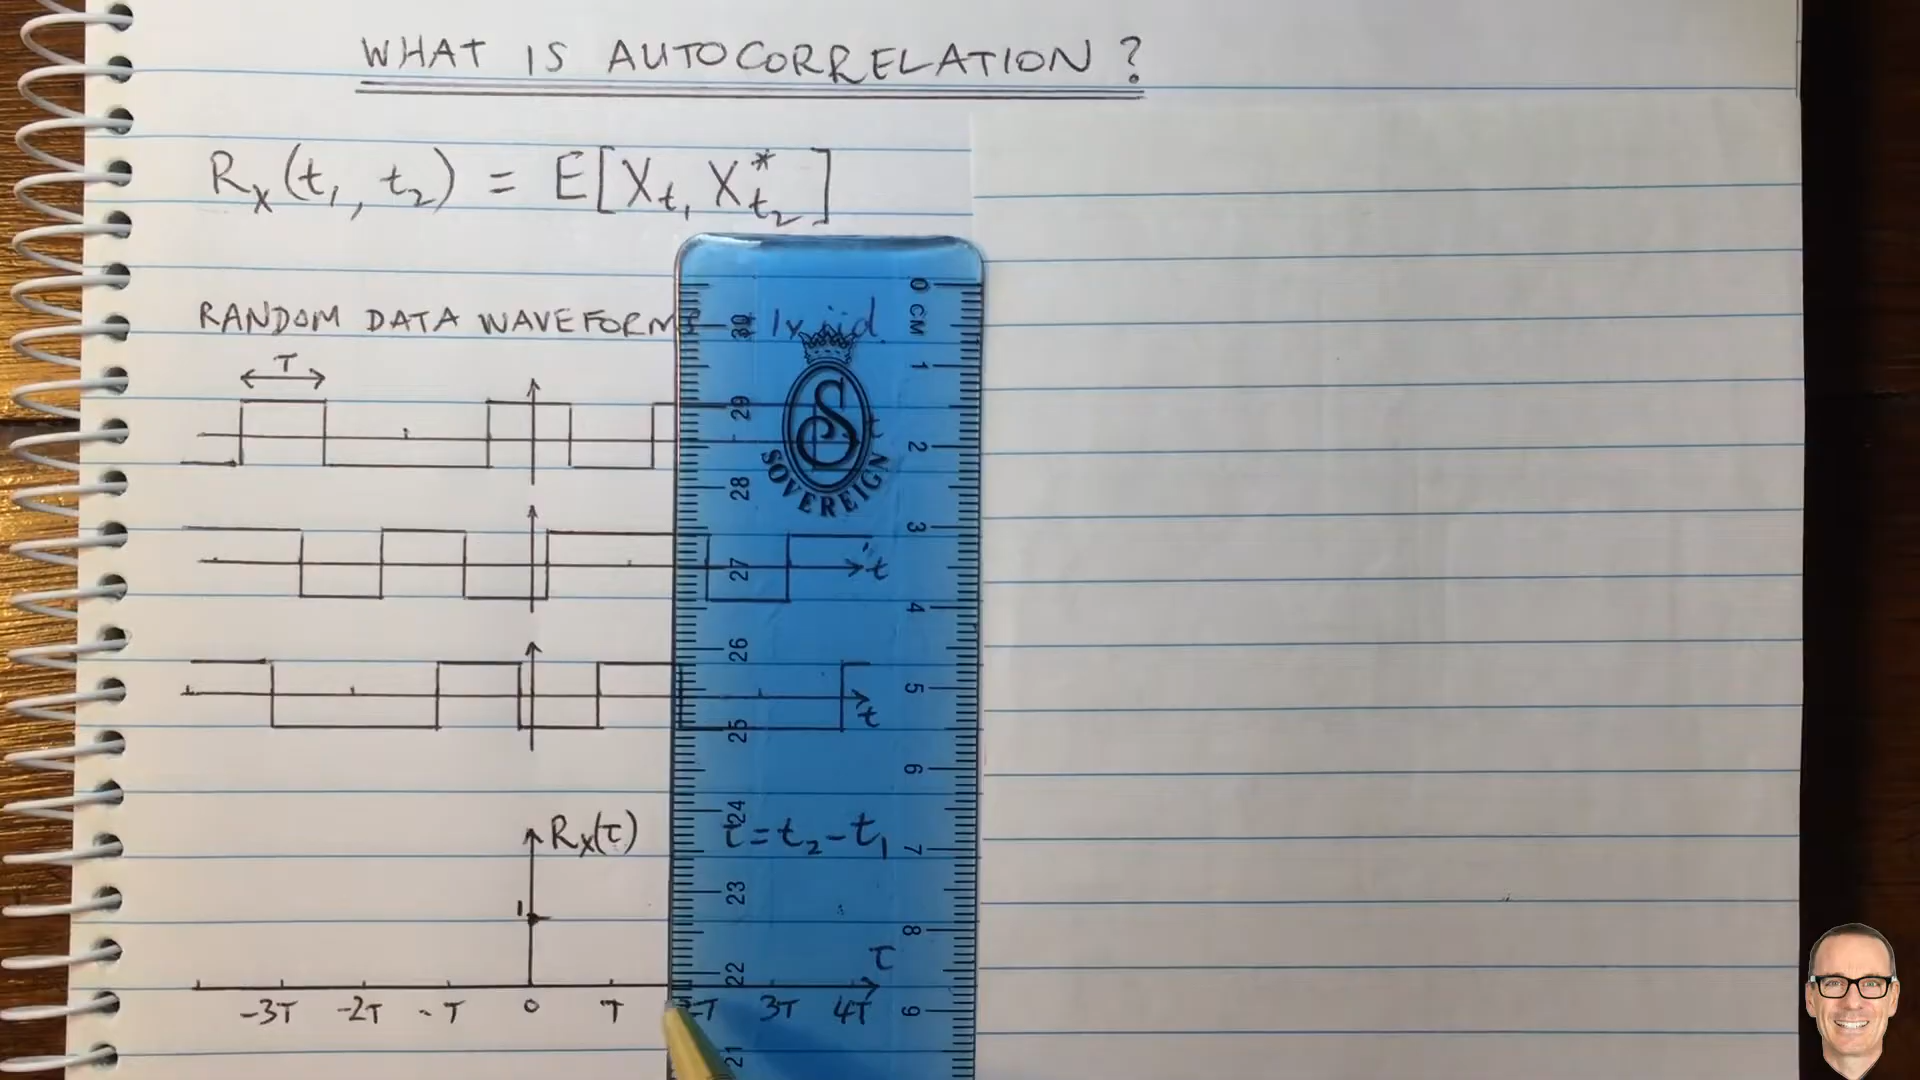 WHAT IS AUTOCORRELATION ?
Rx(t1, t2) = E[Xt1 X*t2]
RANDOM DATA WAVEFORMS
iid
T
t
t
Rx(τ)
τ=t2-t1
1
τ
-3T -2T -T 0 T 2T 3T 4T
0 CM
1
2
3
4
5
6
7
8
9
30
29
28
27
26
25
24
23
22
21
S
SOVEREIGN